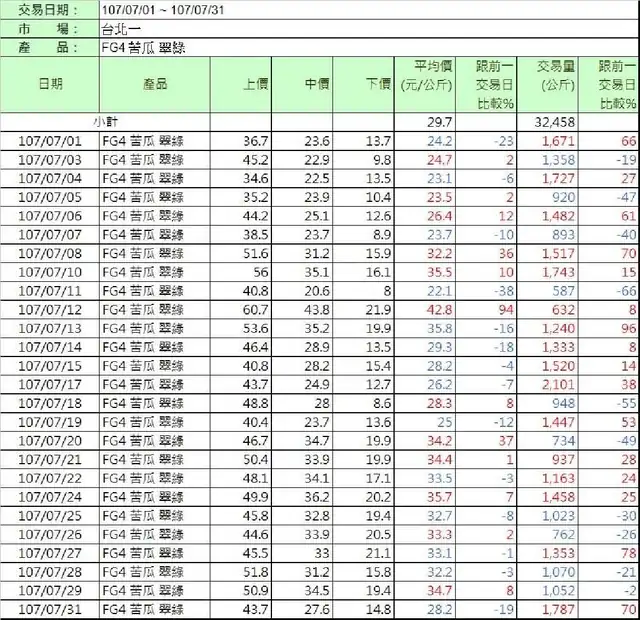 交易日期： 107/07/01 ~ 107/07/31
市　場： 台北一
產　品： FG4 苦瓜 翠綠
日期 產品 上價 中價 下價 平均價(元/公斤) 跟前一交易日比較% 交易量(公斤) 跟前一交易日比較%
小計 29.7 32,458
107/07/01 FG4 苦瓜 翠綠 36.7 23.6 13.7 24.2 -23 1,671 66
107/07/03 FG4 苦瓜 翠綠 45.2 22.9 9.8 24.7 2 1,358 -19
107/07/04 FG4 苦瓜 翠綠 34.6 22.5 13.5 23.1 -6 1,727 27
107/07/05 FG4 苦瓜 翠綠 35.2 23.9 10.4 23.5 2 920 -47
107/07/06 FG4 苦瓜 翠綠 44.2 25.1 12.6 26.4 12 1,482 61
107/07/07 FG4 苦瓜 翠綠 38.5 23.7 8.9 23.7 -10 893 -40
107/07/08 FG4 苦瓜 翠綠 51.6 31.2 15.9 32.2 36 1,517 70
107/07/10 FG4 苦瓜 翠綠 56 35.1 16.1 35.5 10 1,743 15
107/07/11 FG4 苦瓜 翠綠 40.8 20.6 8 22.1 -38 587 -66
107/07/12 FG4 苦瓜 翠綠 60.7 43.8 21.9 42.8 94 632 8
107/07/13 FG4 苦瓜 翠綠 53.6 35.2 19.9 35.8 -16 1,240 96
107/07/14 FG4 苦瓜 翠綠 46.4 28.9 13.5 29.3 -18 1,333 8
107/07/15 FG4 苦瓜 翠綠 40.8 28.2 15.4 28.2 -4 1,520 14
107/07/17 FG4 苦瓜 翠綠 43.7 24.9 12.7 26.2 -7 2,101 38
107/07/18 FG4 苦瓜 翠綠 48.8 28 8.6 28.3 8 948 -55
107/07/19 FG4 苦瓜 翠綠 40.4 23.7 13.6 25 -12 1,447 53
107/07/20 FG4 苦瓜 翠綠 46.7 34.7 19.9 34.2 37 734 -49
107/07/21 FG4 苦瓜 翠綠 50.4 33.9 19.9 34.4 1 937 28
107/07/22 FG4 苦瓜 翠綠 48.1 34.1 17.1 33.5 -3 1,163 24
107/07/24 FG4 苦瓜 翠綠 49.9 36.2 20.2 35.7 7 1,458 25
107/07/25 FG4 苦瓜 翠綠 45.8 32.8 19.4 32.7 -8 1,023 -30
107/07/26 FG4 苦瓜 翠綠 44.6 33.9 20.5 33.3 2 762 -26
107/07/27 FG4 苦瓜 翠綠 45.5 33 21.1 33.1 -1 1,353 78
107/07/28 FG4 苦瓜 翠綠 51.8 31.2 15.8 32.2 -3 1,070 -21
107/07/29 FG4 苦瓜 翠綠 50.9 34.5 19.4 34.7 8 1,052 -2
107/07/31 FG4 苦瓜 翠綠 43.7 27.6 14.8 28.2 -19 1,787 70